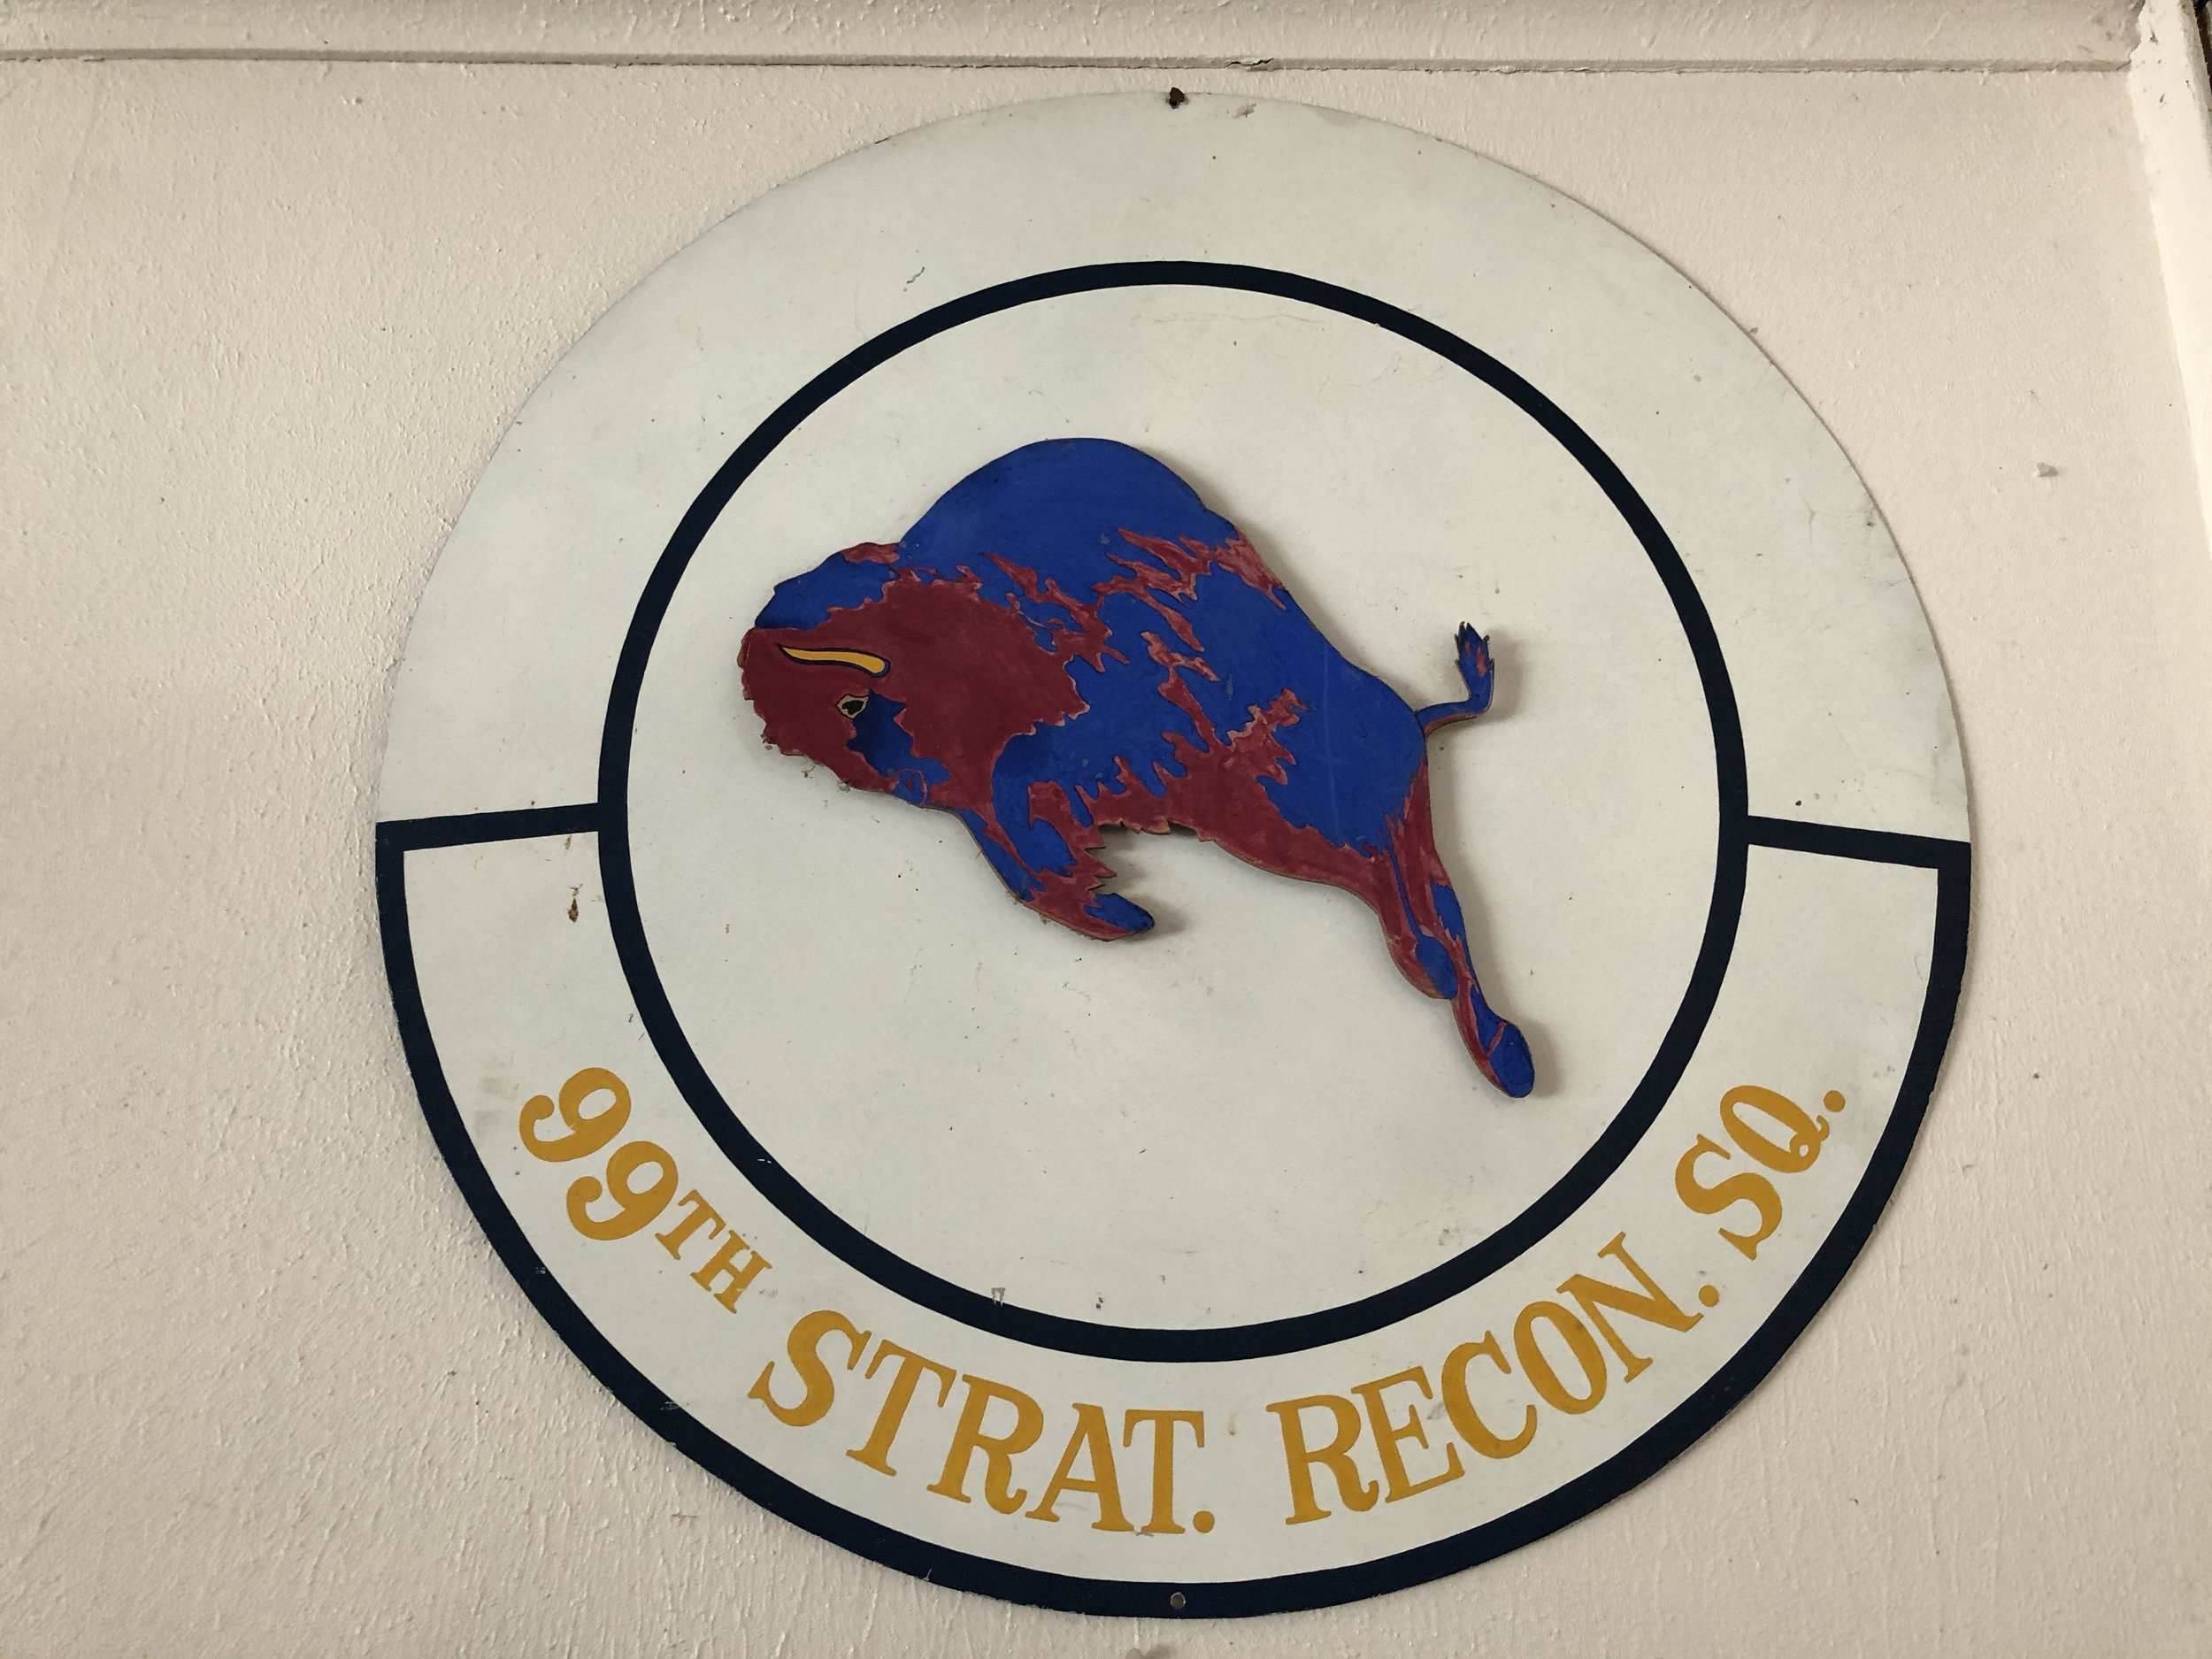 99TH STRAT. RECON. SQ.